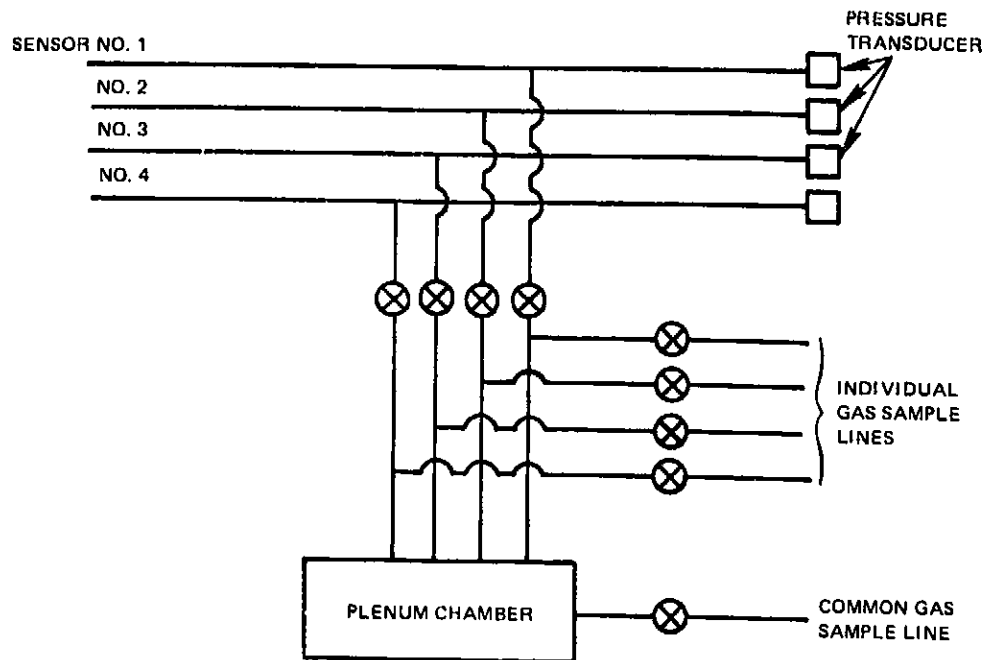 PRESSURE
TRANSDUCER
SENSOR NO. 1
NO. 2
NO. 3
NO. 4
INDIVIDUAL
GAS SAMPLE
LINES
PLENUM CHAMBER
COMMON GAS
SAMPLE LINE